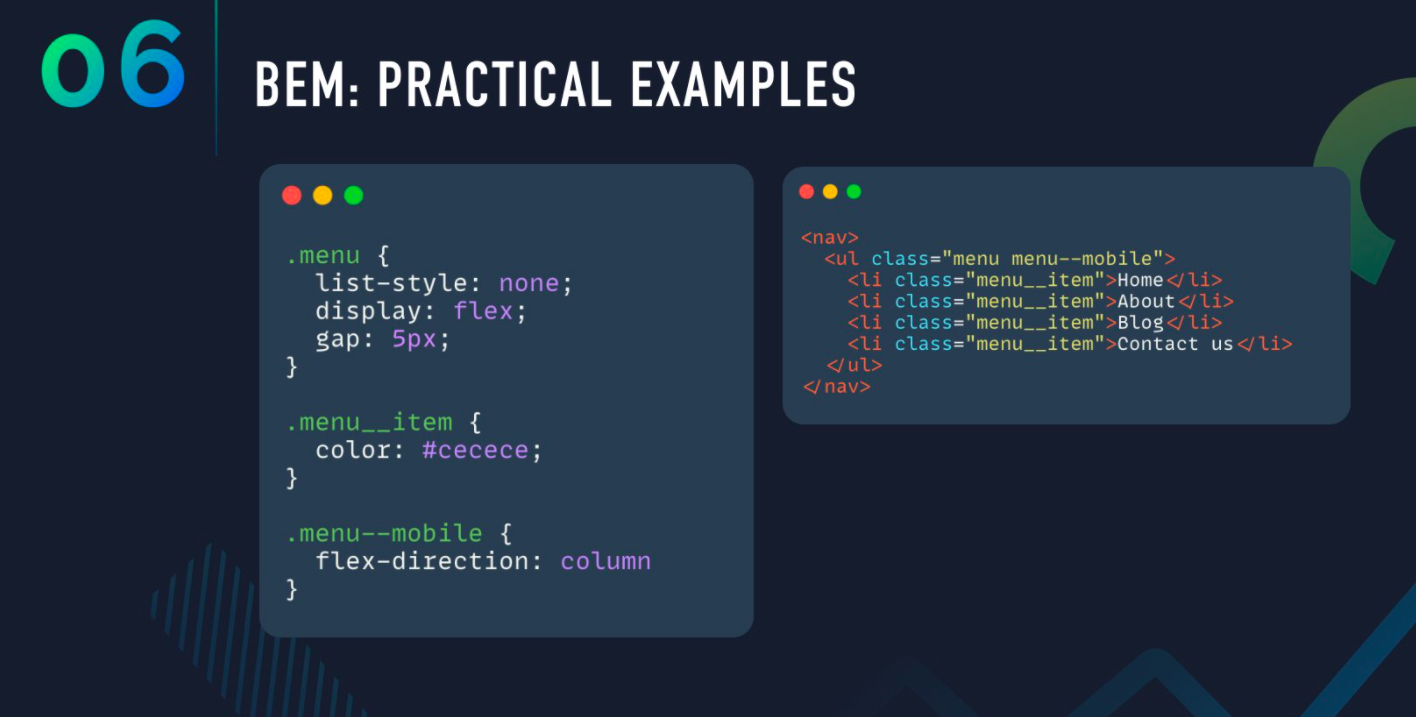 06
BEM: PRACTICAL EXAMPLES
.menu {
  list-style: none;
  display: flex;
  gap: 5px;
}

.menu__item {
  color: #cecece;
}

.menu--mobile {
  flex-direction: column
}
<nav>
  <ul class="menu menu--mobile">
    <li class="menu__item">Home</li>
    <li class="menu__item">About</li>
    <li class="menu__item">Blog</li>
    <li class="menu__item">Contact us</li>
  </ul>
</nav>